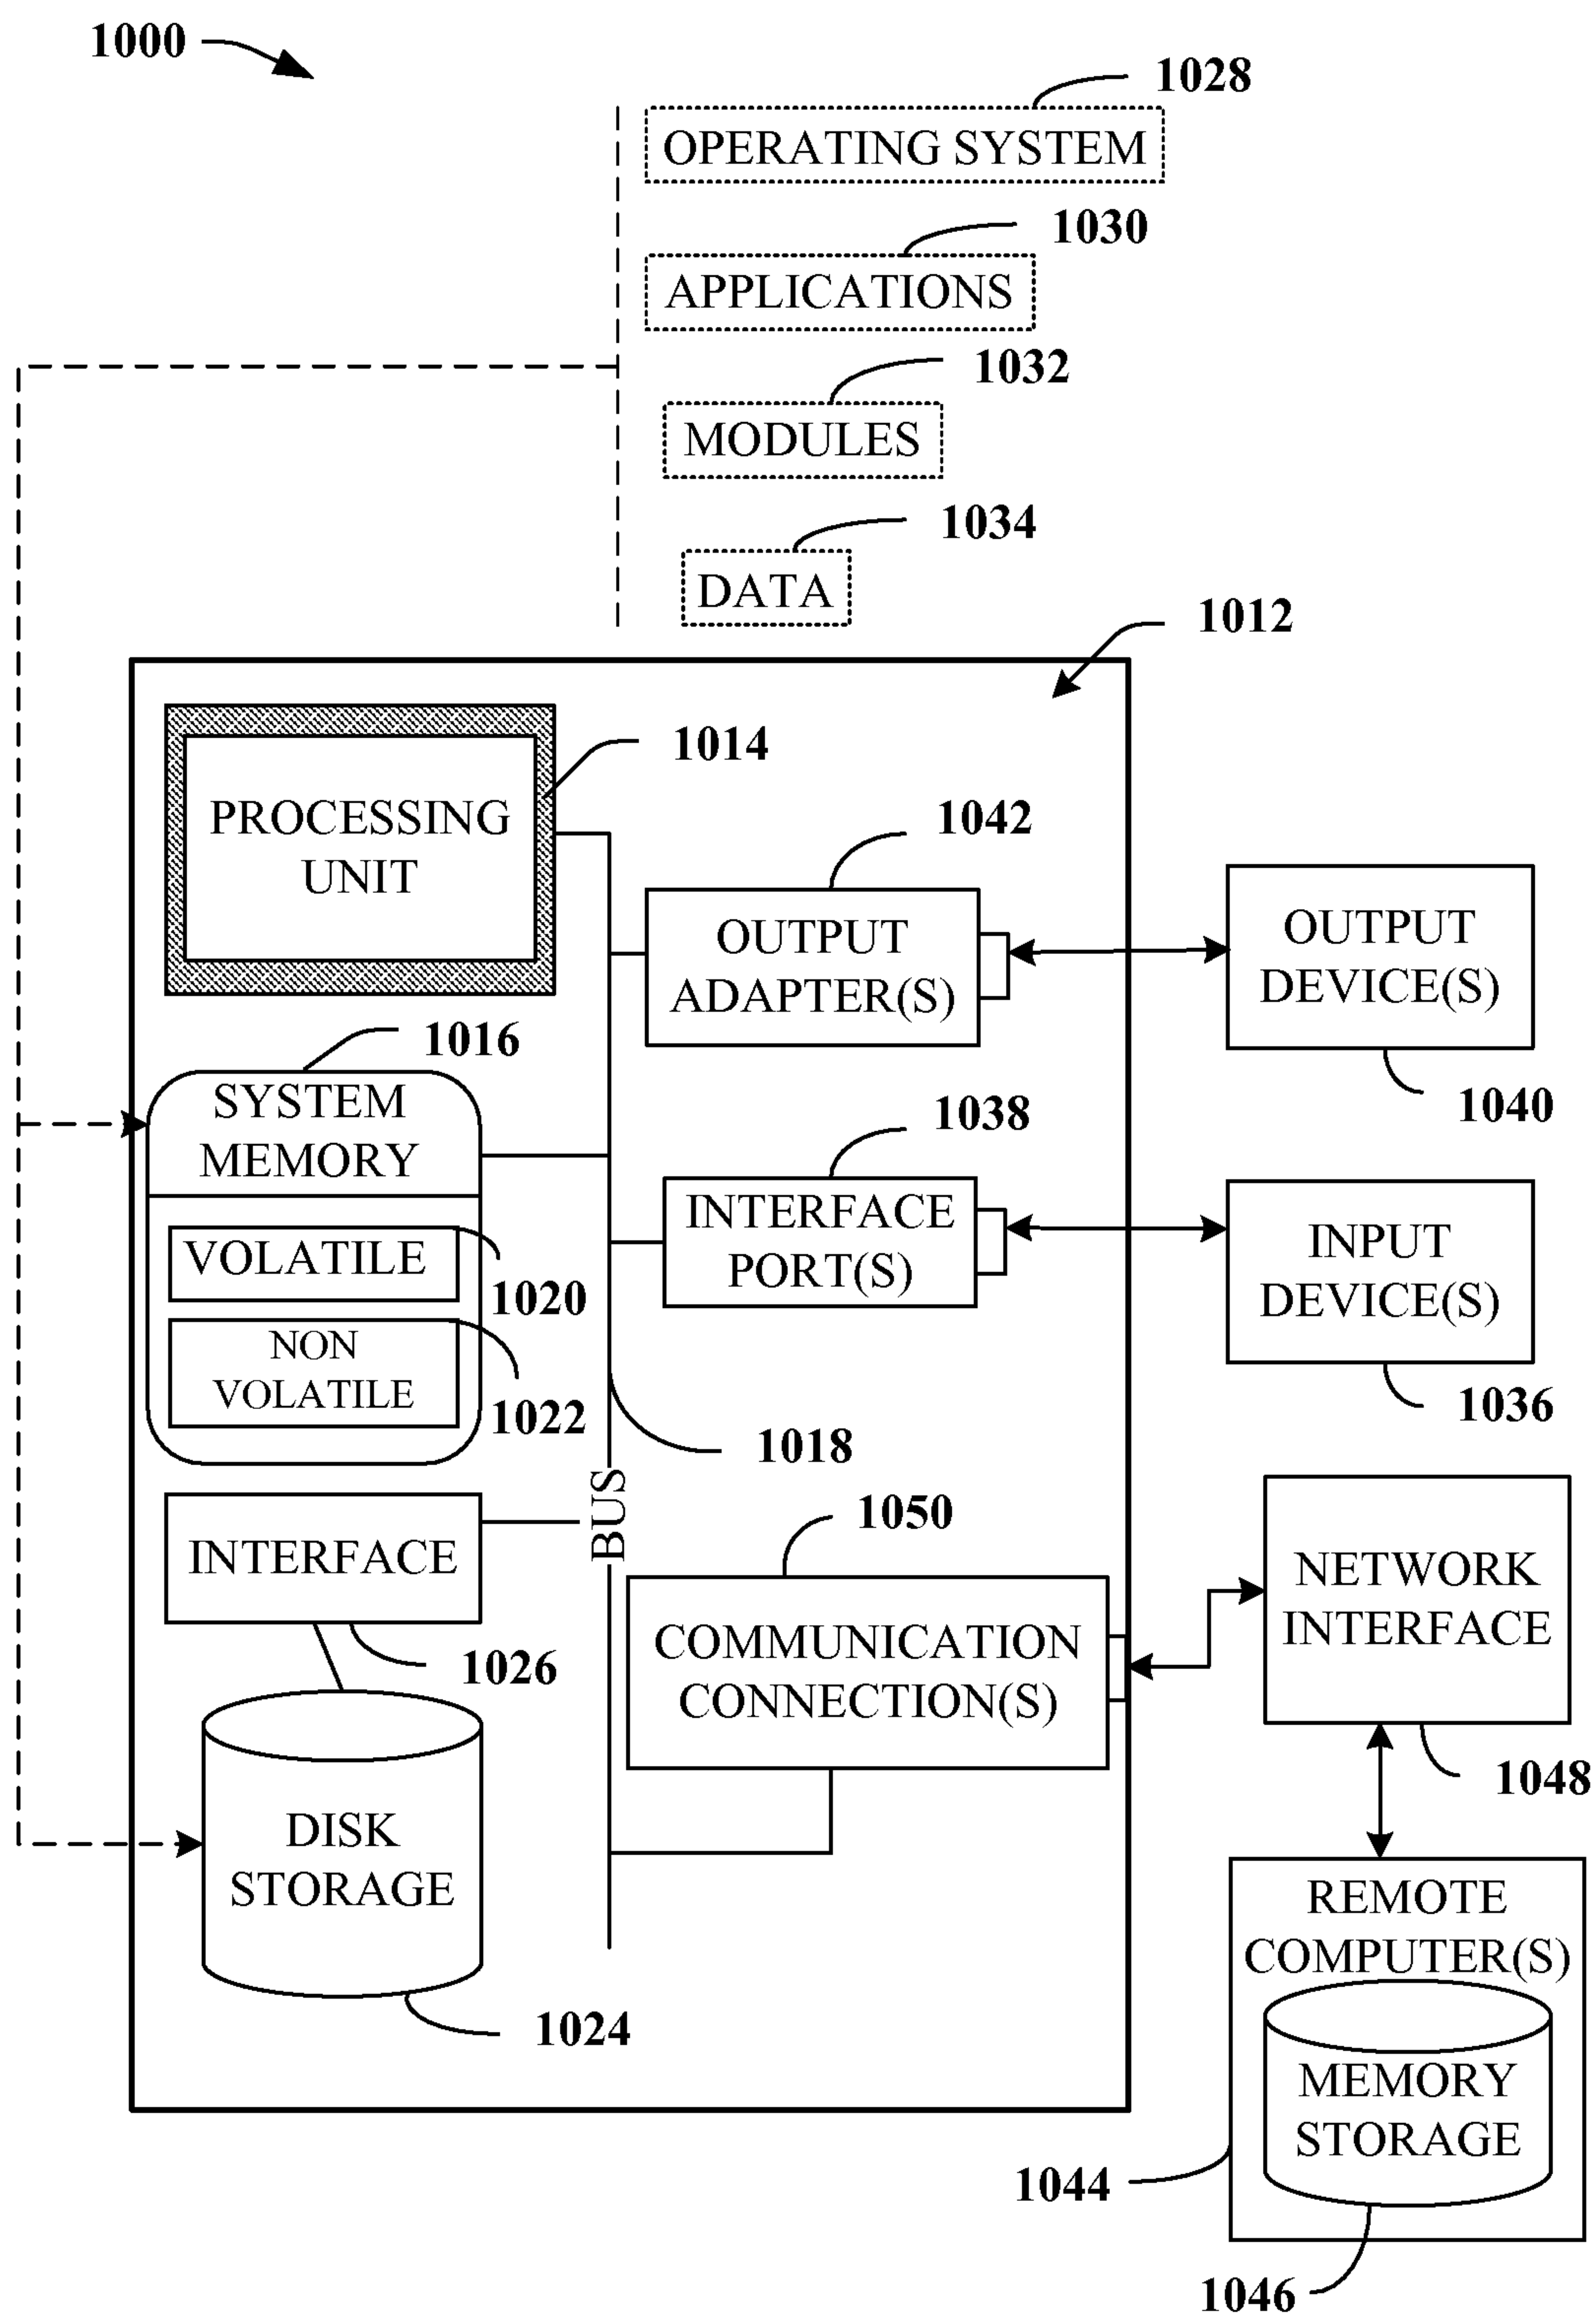 1000
1028
OPERATING SYSTEM
1030
APPLICATIONS
1032
MODULES
1034
DATA
1012
1014
PROCESSING
UNIT
1042
OUTPUT
ADAPTER(S)
OUTPUT
DEVICE(S)
1040
1016
SYSTEM
MEMORY
VOLATILE
1020
NON
VOLATILE
1022
1038
INTERFACE
PORT(S)
INPUT
DEVICE(S)
1036
1018
BUS
INTERFACE
1026
1050
COMMUNICATION
CONNECTION(S)
NETWORK
INTERFACE
1048
DISK
STORAGE
1024
REMOTE
COMPUTER(S)
MEMORY
STORAGE
1044
1046